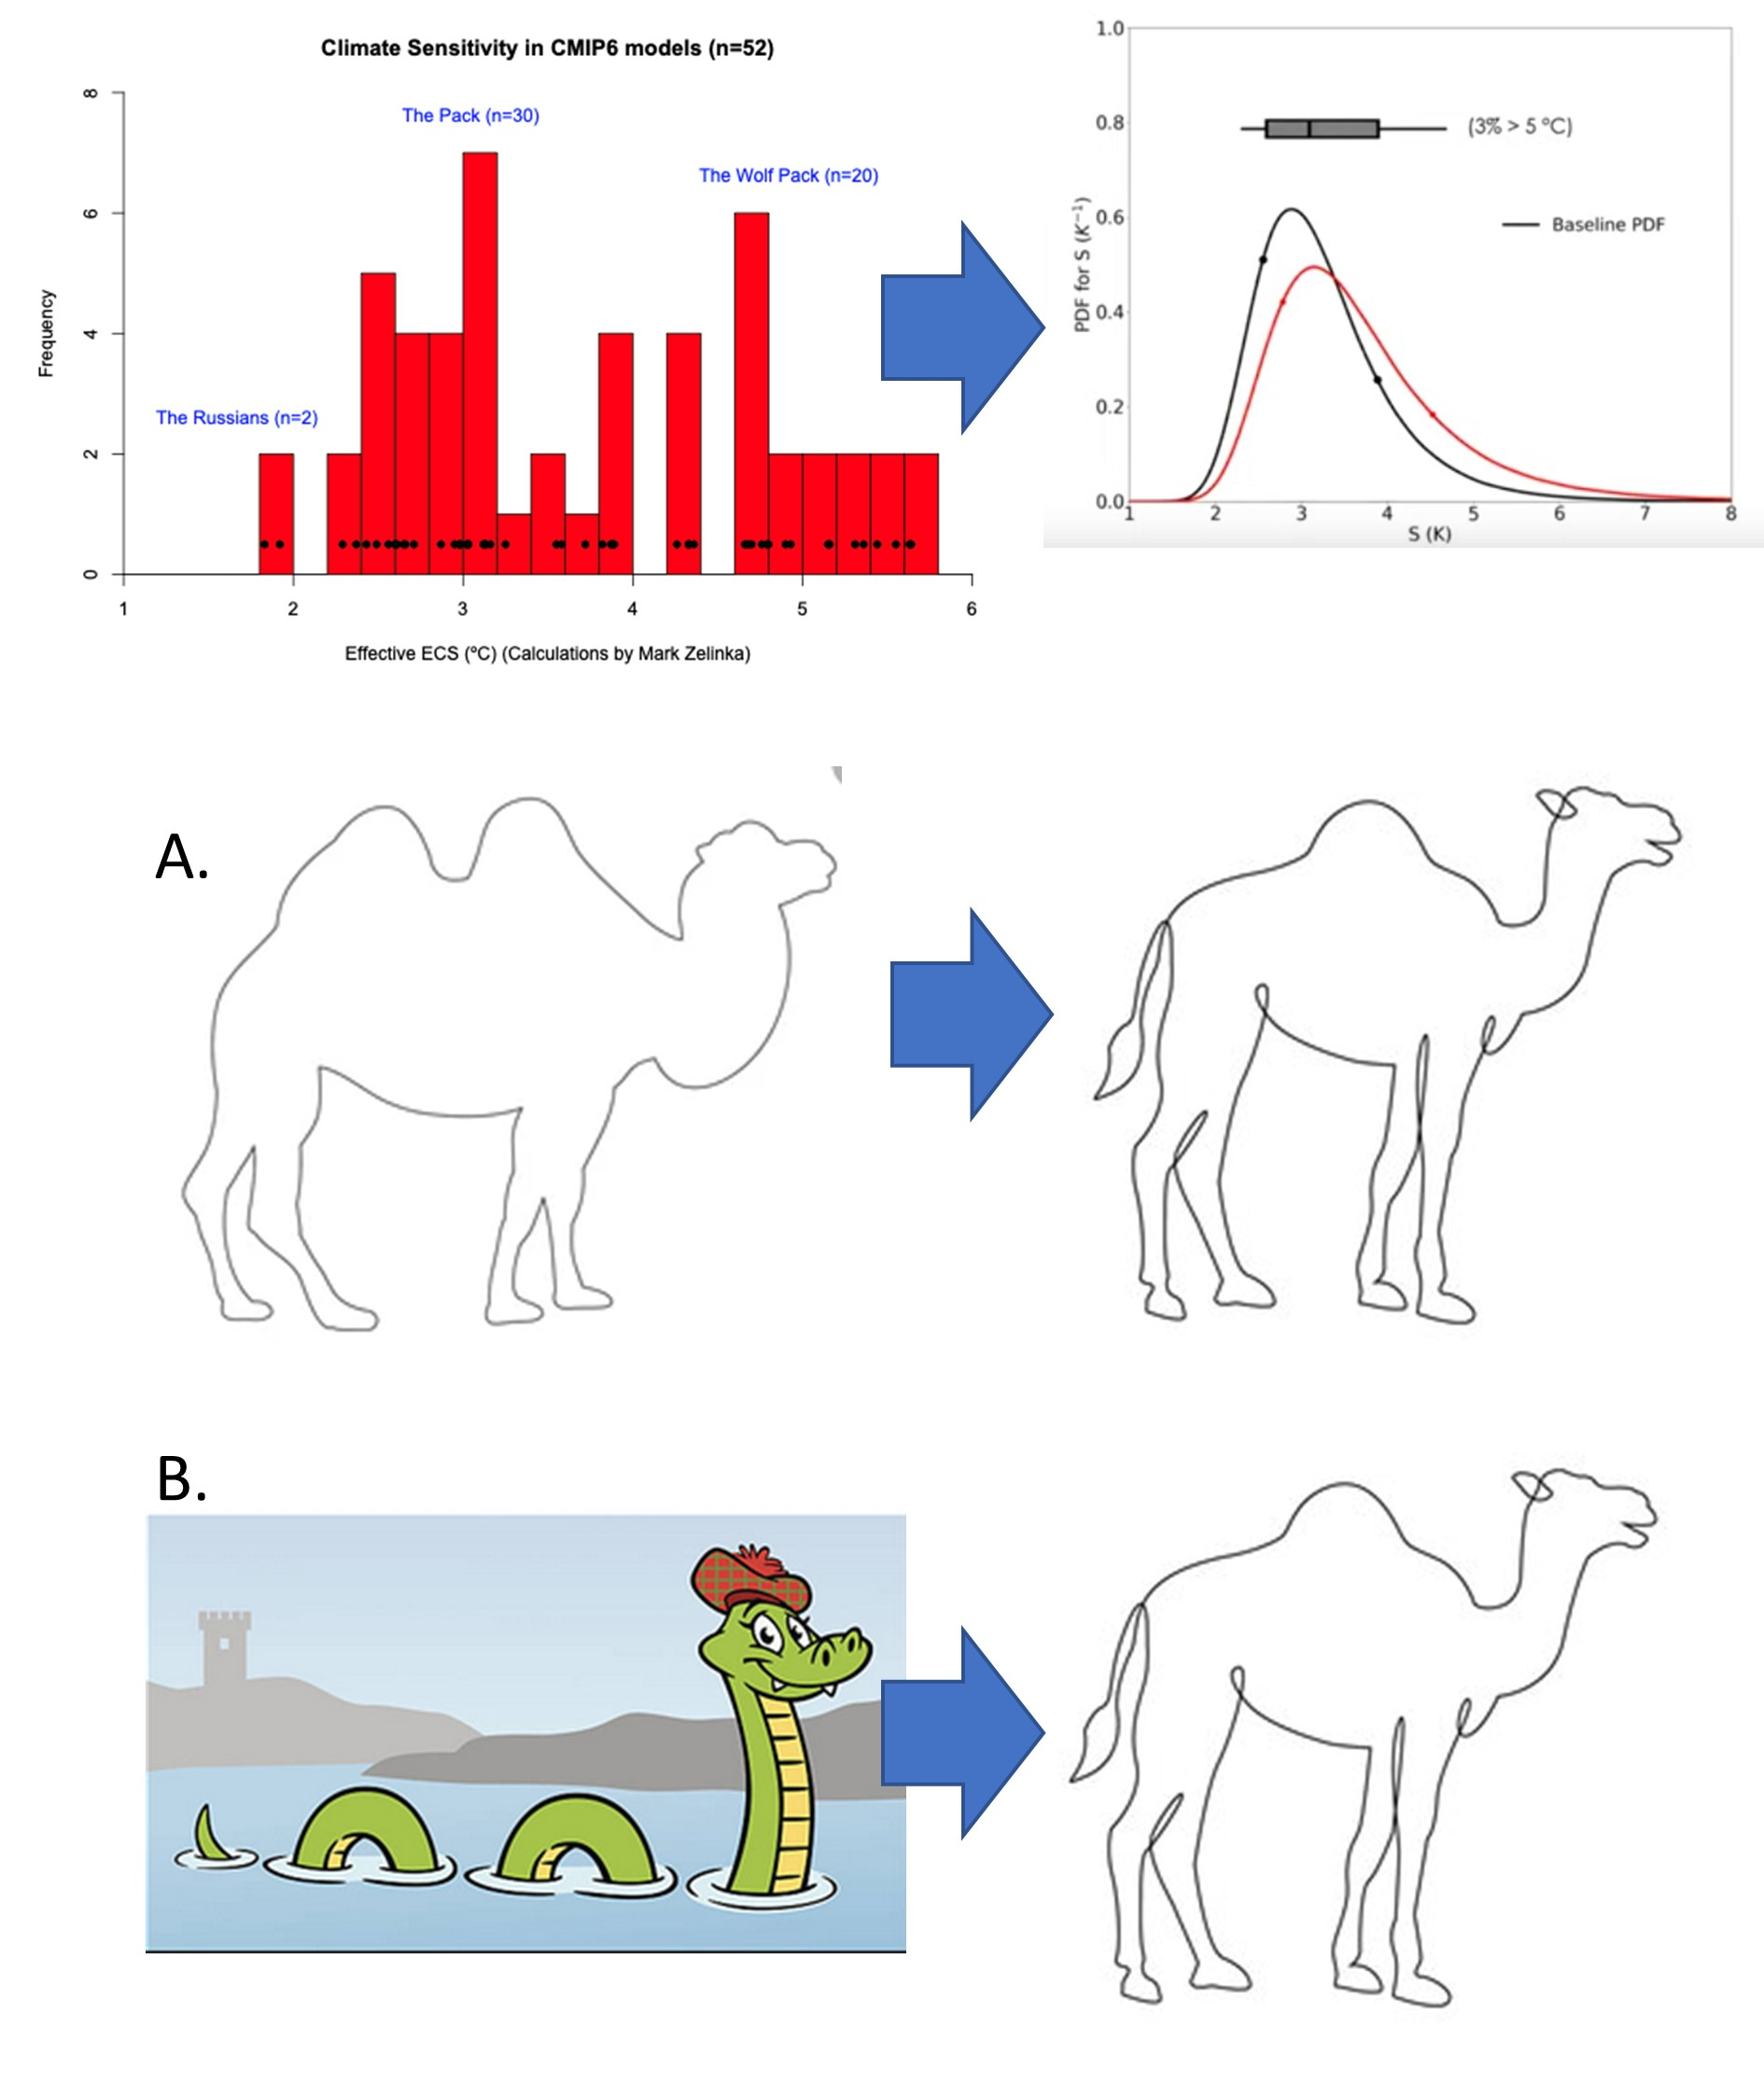 Climate Sensitivity in CMIP6 models (n=52)
The Pack (n=30)
The Wolf Pack (n=20)
The Russians (n=2)
Frequency
0
2
4
6
8
1 2 3 4 5 6
Effective ECS (ºC) (Calculations by Mark Zelinka)
1.0
0.8
0.6
0.4
0.2
0.0
(3% > 5 ºC)
Baseline PDF
PDF for S (K⁻¹)
1 2 3 4 5 6 7 8
S (K)
A.
B.